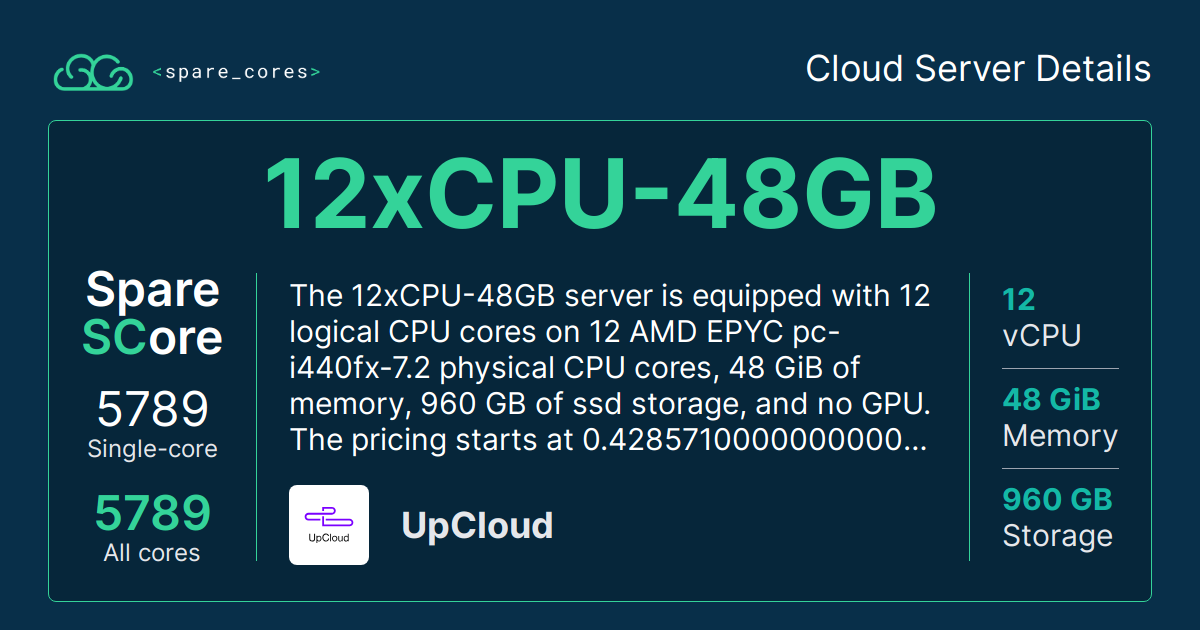 <spare_cores>
Cloud Server Details
12xCPU-48GB
Spare
SCore
5789
Single-core
5789
All cores
The 12xCPU-48GB server is equipped with 12
logical CPU cores on 12 AMD EPYC pc-
i440fx-7.2 physical CPU cores, 48 GiB of
memory, 960 GB of ssd storage, and no GPU.
The pricing starts at 0.4285710000000000...
UpCloud
UpCloud
12
vCPU
48 GiB
Memory
960 GB
Storage